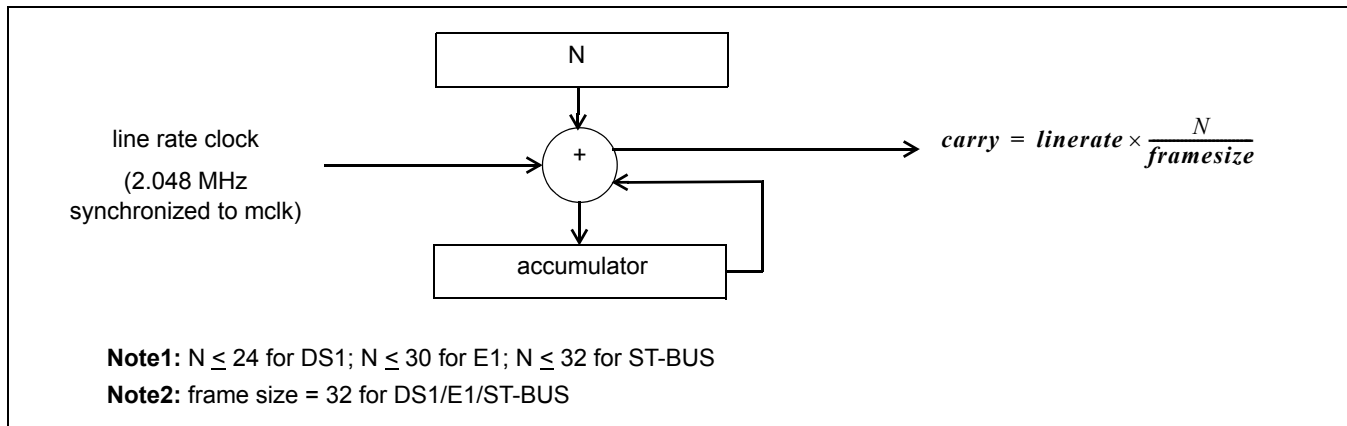 N
line rate clock
(2.048 MHz
synchronized to mclk)
+
carry = linerate × N / framesize
accumulator
Note1: N ≤ 24 for DS1; N ≤ 30 for E1; N ≤ 32 for ST-BUS
Note2: frame size = 32 for DS1/E1/ST-BUS